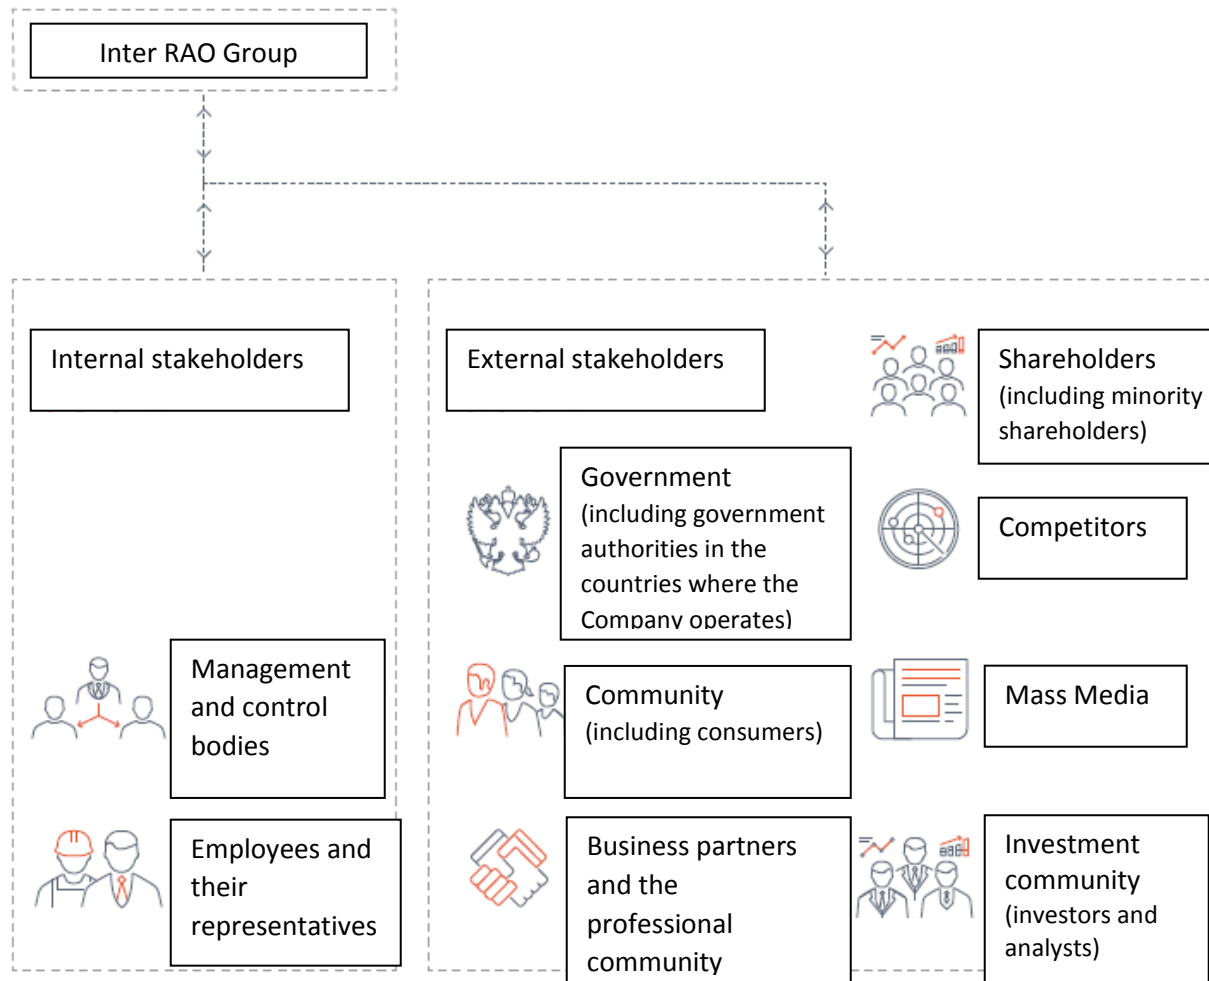 Inter RAO Group
Internal stakeholders
Management
and control
bodies
Employees and
their
representatives
External stakeholders
Government
(including government
authorities in the
countries where the
Company operates)
Community
(including consumers)
Business partners
and the
professional
community
Shareholders
(including minority
shareholders)
Competitors
Mass Media
Investment
community
(investors and
analysts)